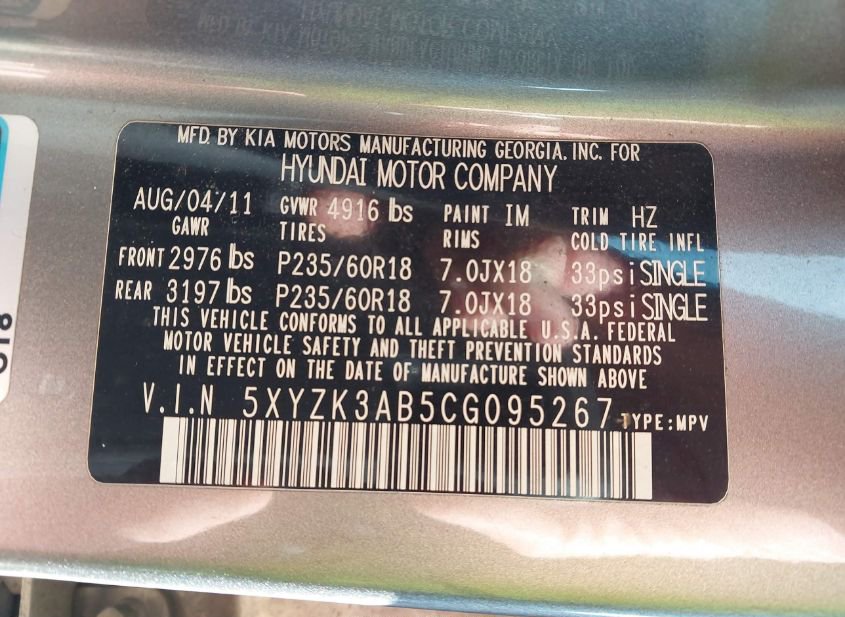 MFD. BY KIA MOTORS MANUFACTURING GEORGIA, INC. FOR
HYUNDAI MOTOR COMPANY
AUG/04/11 GVWR 4916 lbs PAINT IM TRIM HZ
GAWR TIRES RIMS COLD TIRE INFL
FRONT 2976 lbs P235/60R18 7.0JX18 33psi SINGLE
REAR 3197 lbs P235/60R18 7.0JX18 33psi SINGLE
THIS VEHICLE CONFORMS TO ALL APPLICABLE U.S.A. FEDERAL
MOTOR VEHICLE SAFETY AND THEFT PREVENTION STANDARDS
IN EFFECT ON THE DATE OF MANUFACTURE SHOWN ABOVE
V.I.N 5XYZK3AB5CG095267 TYPE:MPV